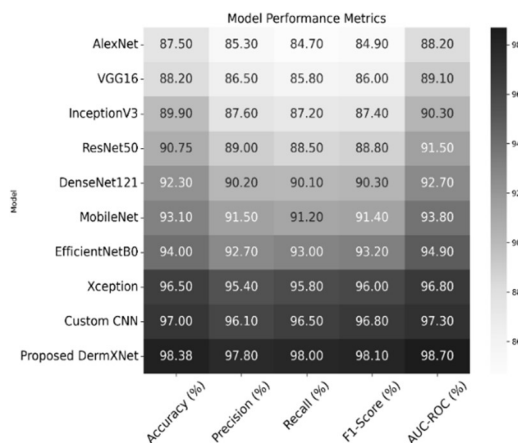 Model Performance Metrics
AlexNet 87.50 85.30 84.70 84.90 88.20
VGG16 88.20 86.50 85.80 86.00 89.10
InceptionV3 89.90 87.60 87.20 87.40 90.30
ResNet50 90.75 89.00 88.50 88.80 91.50
DenseNet121 92.30 90.20 90.10 90.30 92.70
MobileNet 93.10 91.50 91.20 91.40 93.80
EfficientNetB0 94.00 92.70 93.00 93.20 94.90
Xception 96.50 95.40 95.80 96.00 96.80
Custom CNN 97.00 96.10 96.50 96.80 97.30
Proposed DermXNet 98.38 97.80 98.00 98.10 98.70
Accuracy (%) Precision (%) Recall (%) F1-Score (%) AUC-ROC (%)
Model